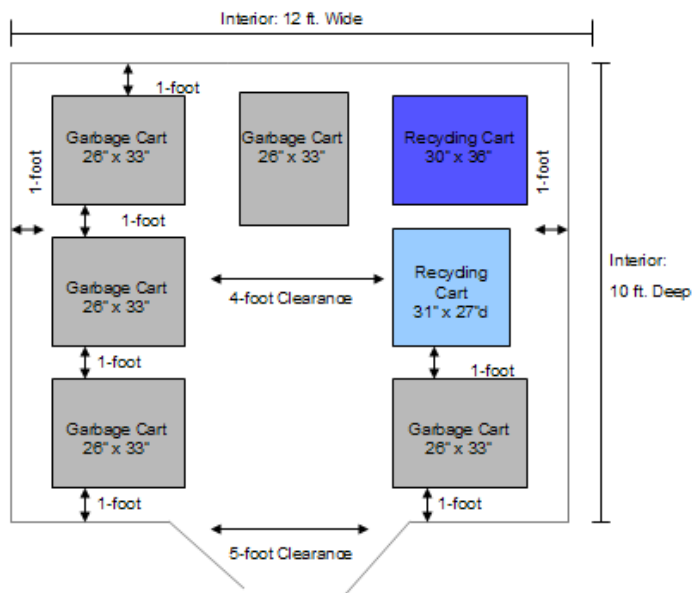 Interior: 12 ft. Wide
1-foot
Garbage Cart
26" x 33"
Garbage Cart
26" x 33"
Recyding Cart
30" x 36"
1-foot
1-foot
1-foot
Garbage Cart
26" x 33"
4-foot Clearance
Recyding
Cart
31" x 27"d
Interior:
10 ft. Deep
1-foot
1-foot
Garbage Cart
26" x 33"
Garbage Cart
26" x 33"
1-foot
1-foot
5-foot Clearance